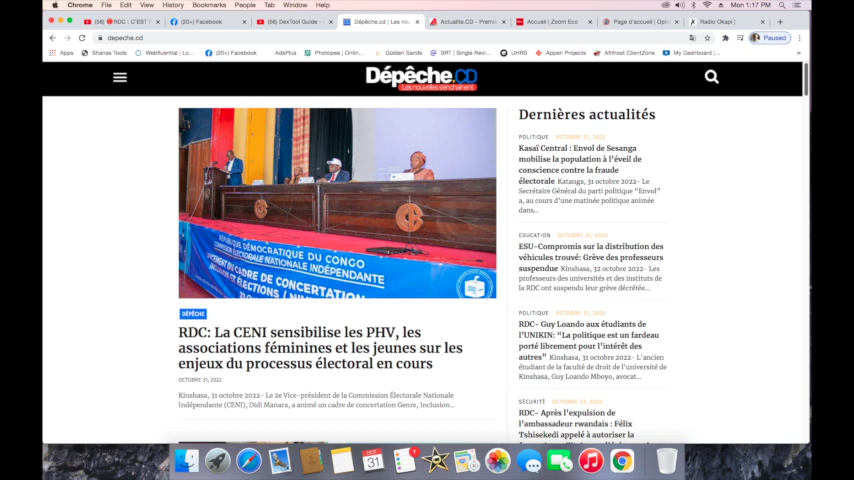 Chrome File Edit View History Bookmarks People Tab Window Help
Mon 1:17 PM
(56) 🔴RDC : C'EST
(20+) Facebook
(56) DexTool Guide -
Dépêche.cd | Les nou
Actualite.CD - Premiè
Accueil | Zoom Eco
Page d'accueil | Opin
Radio Okapi |
depeche.cd
Paused
Apps
Shanes Tools
Webfluential | Lo...
(20+) Facebook
AdsPlus
Photopea | Onlin...
Golden Sands
SRT | Single Revi...
UHRS
Appen Projects
Afrihost ClientZone
My Dashboard |...
Dépêche.CD
Les nouvelles s'enchaînent
RÉPUBLIQUE DÉMOCRATIQUE DU CONGO
COMMISSION ÉLECTORALE NATIONALE INDÉPENDANTE
CADRE DE CONCERTATION
DÉPÊCHE
RDC: La CENI sensibilise les PHV, les
associations féminines et les jeunes sur les
enjeux du processus électoral en cours
OCTOBRE 31, 2022
Kinshasa, 31 octobre 2022- Le 2e Vice-président de la Commission Électorale Nationale
Indépendante (CENI), Didi Manara, a animé un cadre de concertation Genre, Inclusion...
Dernières actualités
POLITIQUE OCTOBRE 31, 2022
Kasaï Central : Envol de Sesanga
mobilise la population à l'éveil de
conscience contre la fraude
électorale Katanga, 31 octobre 2022- Le
Secrétaire Général du parti politique "Envol"
a, au cours d'une matinée politique animée
dans...
EDUCATION OCTOBRE 31, 2022
ESU-Compromis sur la distribution des
véhicules trouvé: Grève des professeurs
suspendue Kinshasa, 32 octobre 2022- Les
professeurs des universités et des instituts de
la RDC ont suspendu leur grève décrétée...
POLITIQUE OCTOBRE 31, 2022
RDC- Guy Loando aux étudiants de
l'UNIKIN: "La politique est un fardeau
porté librement pour l'intérêt des
autres" Kinshasa, 31 octobre 2022- L'ancien
étudiant de la faculté de droit de l'université de
Kinshasa, Guy Loando Mboyo, avocat...
SÉCURITÉ OCTOBRE 31, 2022
RDC- Après l'expulsion de
l'ambassadeur rwandais : Félix
Tshisekedi appelé à autoriser la
OCT
31
1